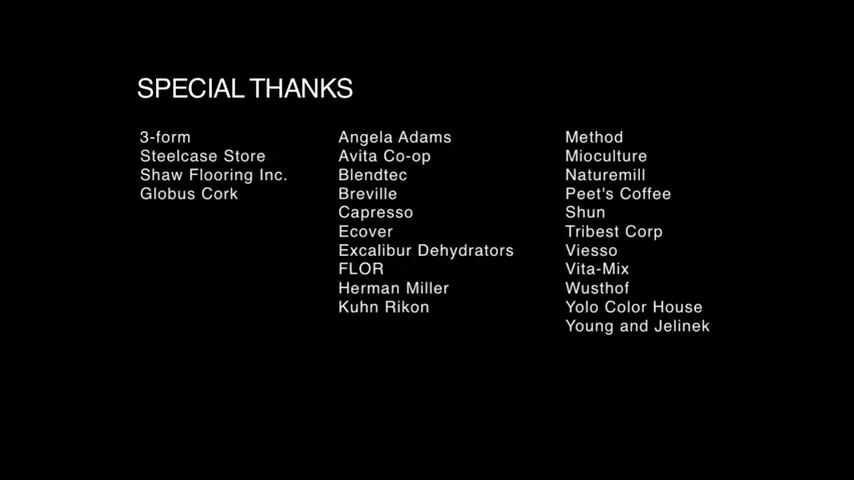 SPECIAL THANKS
3-form
Steelcase Store
Shaw Flooring Inc.
Globus Cork
Angela Adams
Avita Co-op
Blendtec
Breville
Capresso
Ecover
Excalibur Dehydrators
FLOR
Herman Miller
Kuhn Rikon
Method
Mioculture
Naturemill
Peet's Coffee
Shun
Tribest Corp
Viesso
Vita-Mix
Wusthof
Yolo Color House
Young and Jelinek